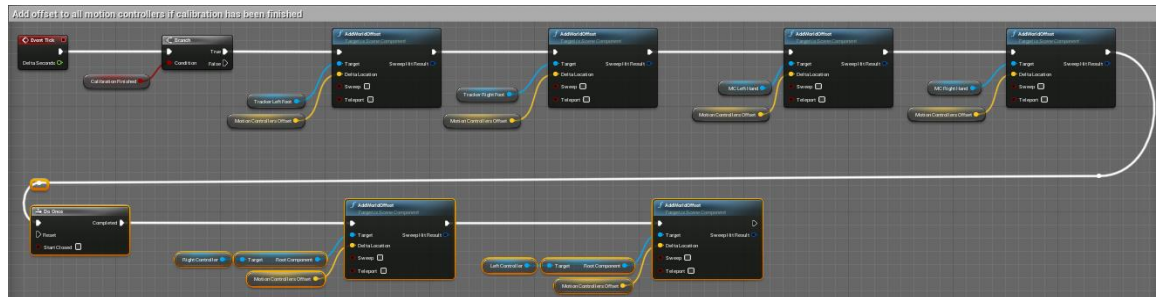 Add offset to all motion controllers if calibration has been finished
Event Tick
Delta Seconds
Branch
Condition
True
False
Calibration Finished
AddWorldOffset
Target is Scene Component
Target
Sweep Hit Result
Delta Location
Sweep
Teleport
Tracker Left Foot
Motion Controllers Offset
AddWorldOffset
Target is Scene Component
Target
Sweep Hit Result
Delta Location
Sweep
Teleport
Tracker Right Foot
Motion Controllers Offset
AddWorldOffset
Target is Scene Component
Target
Sweep Hit Result
Delta Location
Sweep
Teleport
MC Left Hand
Motion Controllers Offset
AddWorldOffset
Target is Scene Component
Target
Sweep Hit Result
Delta Location
Sweep
Teleport
MC Right Hand
Motion Controllers Offset
Do Once
Completed
Reset
Start Closed
AddWorldOffset
Target is Scene Component
Target
Sweep Hit Result
Delta Location
Sweep
Teleport
Right Controller
Target Root Component
Motion Controllers Offset
AddWorldOffset
Target is Scene Component
Target
Sweep Hit Result
Delta Location
Sweep
Teleport
Left Controller
Target Root Component
Motion Controllers Offset